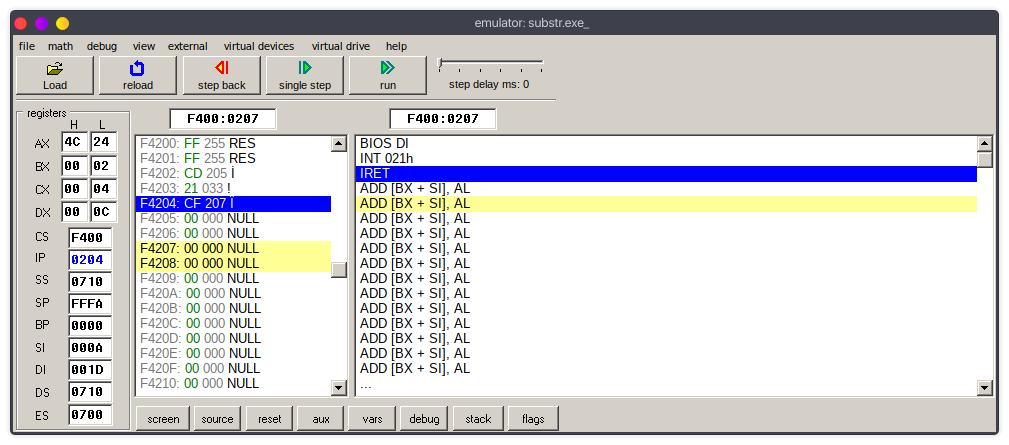 emulator: substr.exe_
file math debug view external virtual devices virtual drive help
Load reload step back single step run step delay ms: 0
registers F400:0207 F400:0207
H L
AX 4C 24
BX 00 02
CX 00 04
DX 00 0C
CS F400
IP 0204
SS 0710
SP FFFA
BP 0000
SI 000A
DI 001D
DS 0710
ES 0700
F4200: FF 255 RES
F4201: FF 255 RES
F4202: CD 205 Í
F4203: 21 033 !
F4204: CF 207 Ï
F4205: 00 000 NULL
F4206: 00 000 NULL
F4207: 00 000 NULL
F4208: 00 000 NULL
F4209: 00 000 NULL
F420A: 00 000 NULL
F420B: 00 000 NULL
F420C: 00 000 NULL
F420D: 00 000 NULL
F420E: 00 000 NULL
F420F: 00 000 NULL
F4210: 00 000 NULL
BIOS DI
INT 021h
IRET
ADD [BX + SI], AL
ADD [BX + SI], AL
ADD [BX + SI], AL
ADD [BX + SI], AL
ADD [BX + SI], AL
ADD [BX + SI], AL
ADD [BX + SI], AL
ADD [BX + SI], AL
ADD [BX + SI], AL
ADD [BX + SI], AL
ADD [BX + SI], AL
ADD [BX + SI], AL
ADD [BX + SI], AL
...
screen source reset aux vars debug stack flags